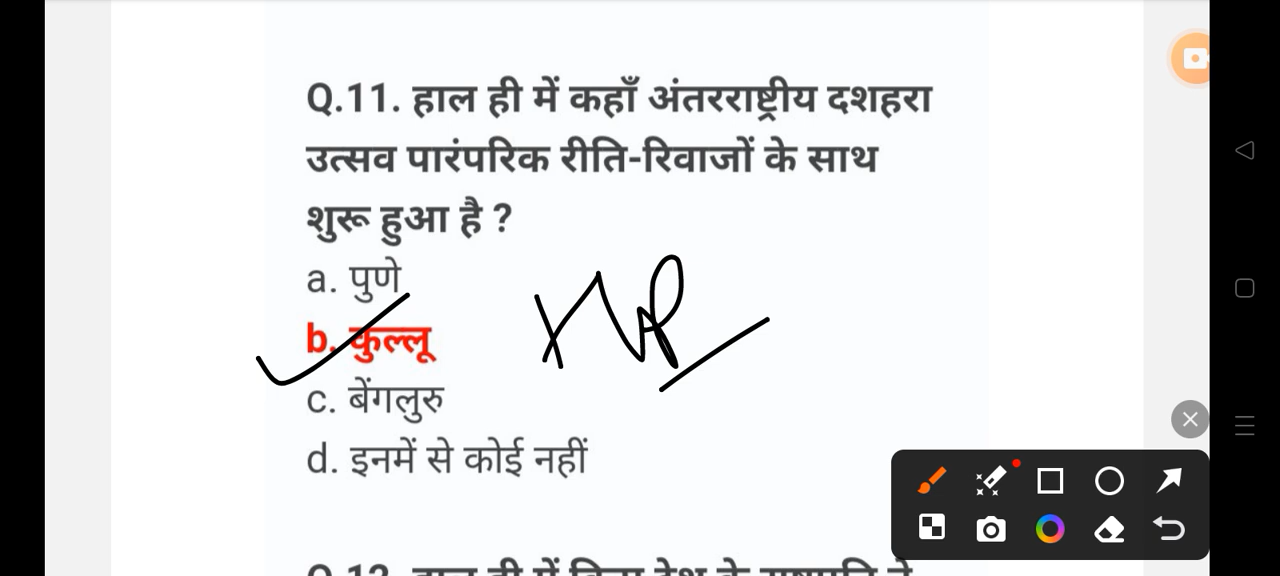 Q.11. हाल ही में कहाँ अंतरराष्ट्रीय दशहरा
उत्सव पारंपरिक रीति-रिवाजों के साथ
शुरू हुआ है ?
a. पुणे
b. कुल्लू
c. बेंगलुरु
d. इनमें से कोई नहीं